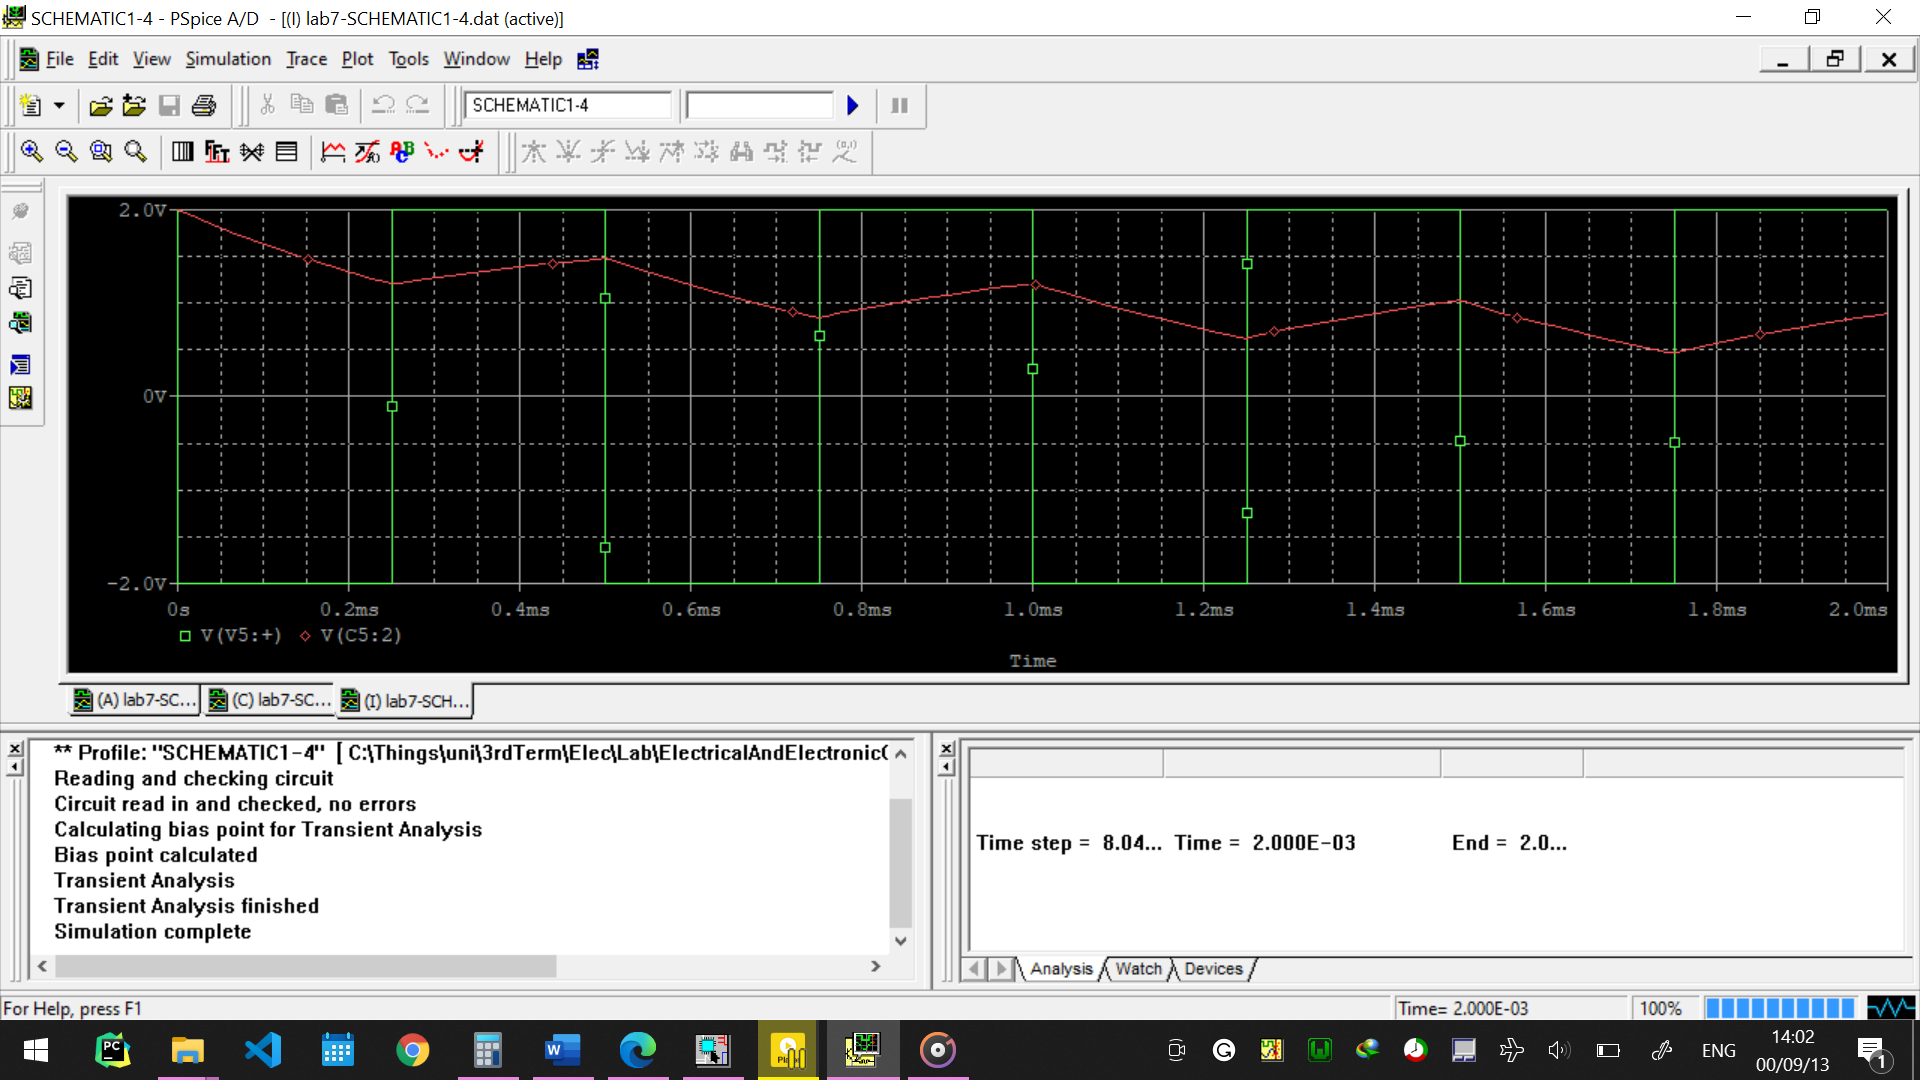 SCHEMATIC1-4 - PSpice A/D - [(I) lab7-SCHEMATIC1-4.dat (active)]
File Edit View Simulation Trace Plot Tools Window Help
SCHEMATIC1-4
2.0V
0V
-2.0V
0s 0.2ms 0.4ms 0.6ms 0.8ms 1.0ms 1.2ms 1.4ms 1.6ms 1.8ms 2.0ms
V(V5:+) V(C5:2)
Time
(A) lab7-SC... (C) lab7-SC... (I) lab7-SCH...
** Profile: "SCHEMATIC1-4" [ C:\Things\uni\3rdTerm\Elec\Lab\ElectricalAndElectronicC
Reading and checking circuit
Circuit read in and checked, no errors
Calculating bias point for Transient Analysis
Bias point calculated
Transient Analysis
Transient Analysis finished
Simulation complete
Time step = 8.04... Time = 2.000E-03 End = 2.0...
Analysis Watch Devices
For Help, press F1
Time= 2.000E-03 100%
ENG
14:02
00/09/13
1